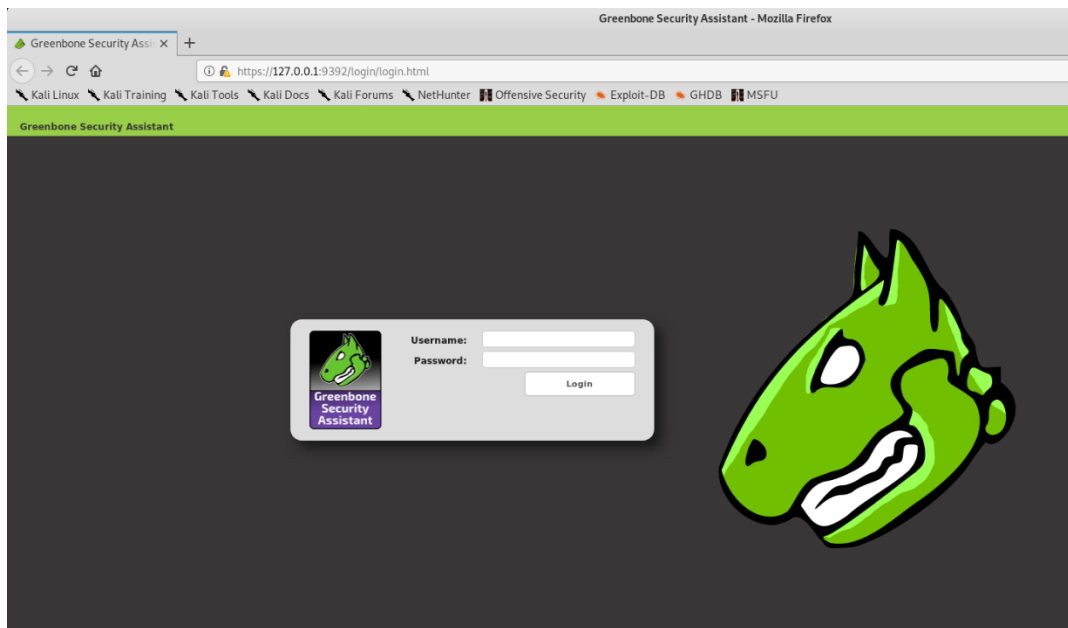 Greenbone Security Assistant - Mozilla Firefox
Greenbone Security Assis
https://127.0.0.1:9392/login/login.html
Kali Linux Kali Training Kali Tools Kali Docs Kali Forums NetHunter Offensive Security Exploit-DB GHDB MSFU
Greenbone Security Assistant
Username:
Password:
Login
Greenbone
Security
Assistant